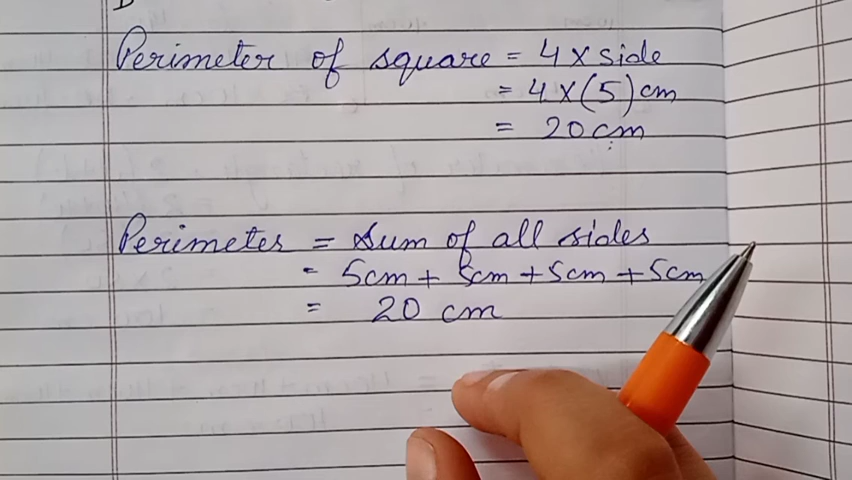 Perimeter of square = 4 × side
= 4 × (5) cm
= 20 cm
Perimeter = Sum of all sides
= 5cm + 5cm + 5cm + 5cm
= 20 cm